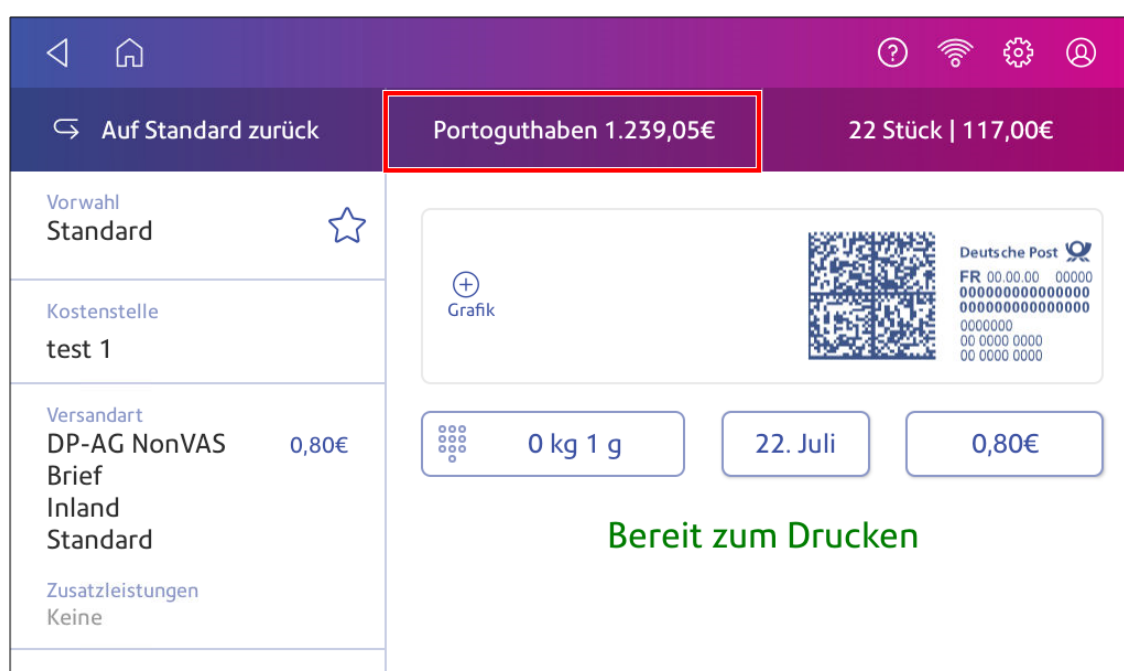 Auf Standard zurück
Portoguthaben 1.239,05€
22 Stück | 117,00€
Vorwahl
Standard
Kostenstelle
test 1
Versandart
DP-AG NonVAS 0,80€
Brief
Inland
Standard
Zusatzleistungen
Keine
Grafik
Deutsche Post
FR 00.00.00 00000
000000000000000
000000000000000
0000000
00 0000 0000
00 0000 0000
0 kg 1 g
22. Juli
0,80€
Bereit zum Drucken